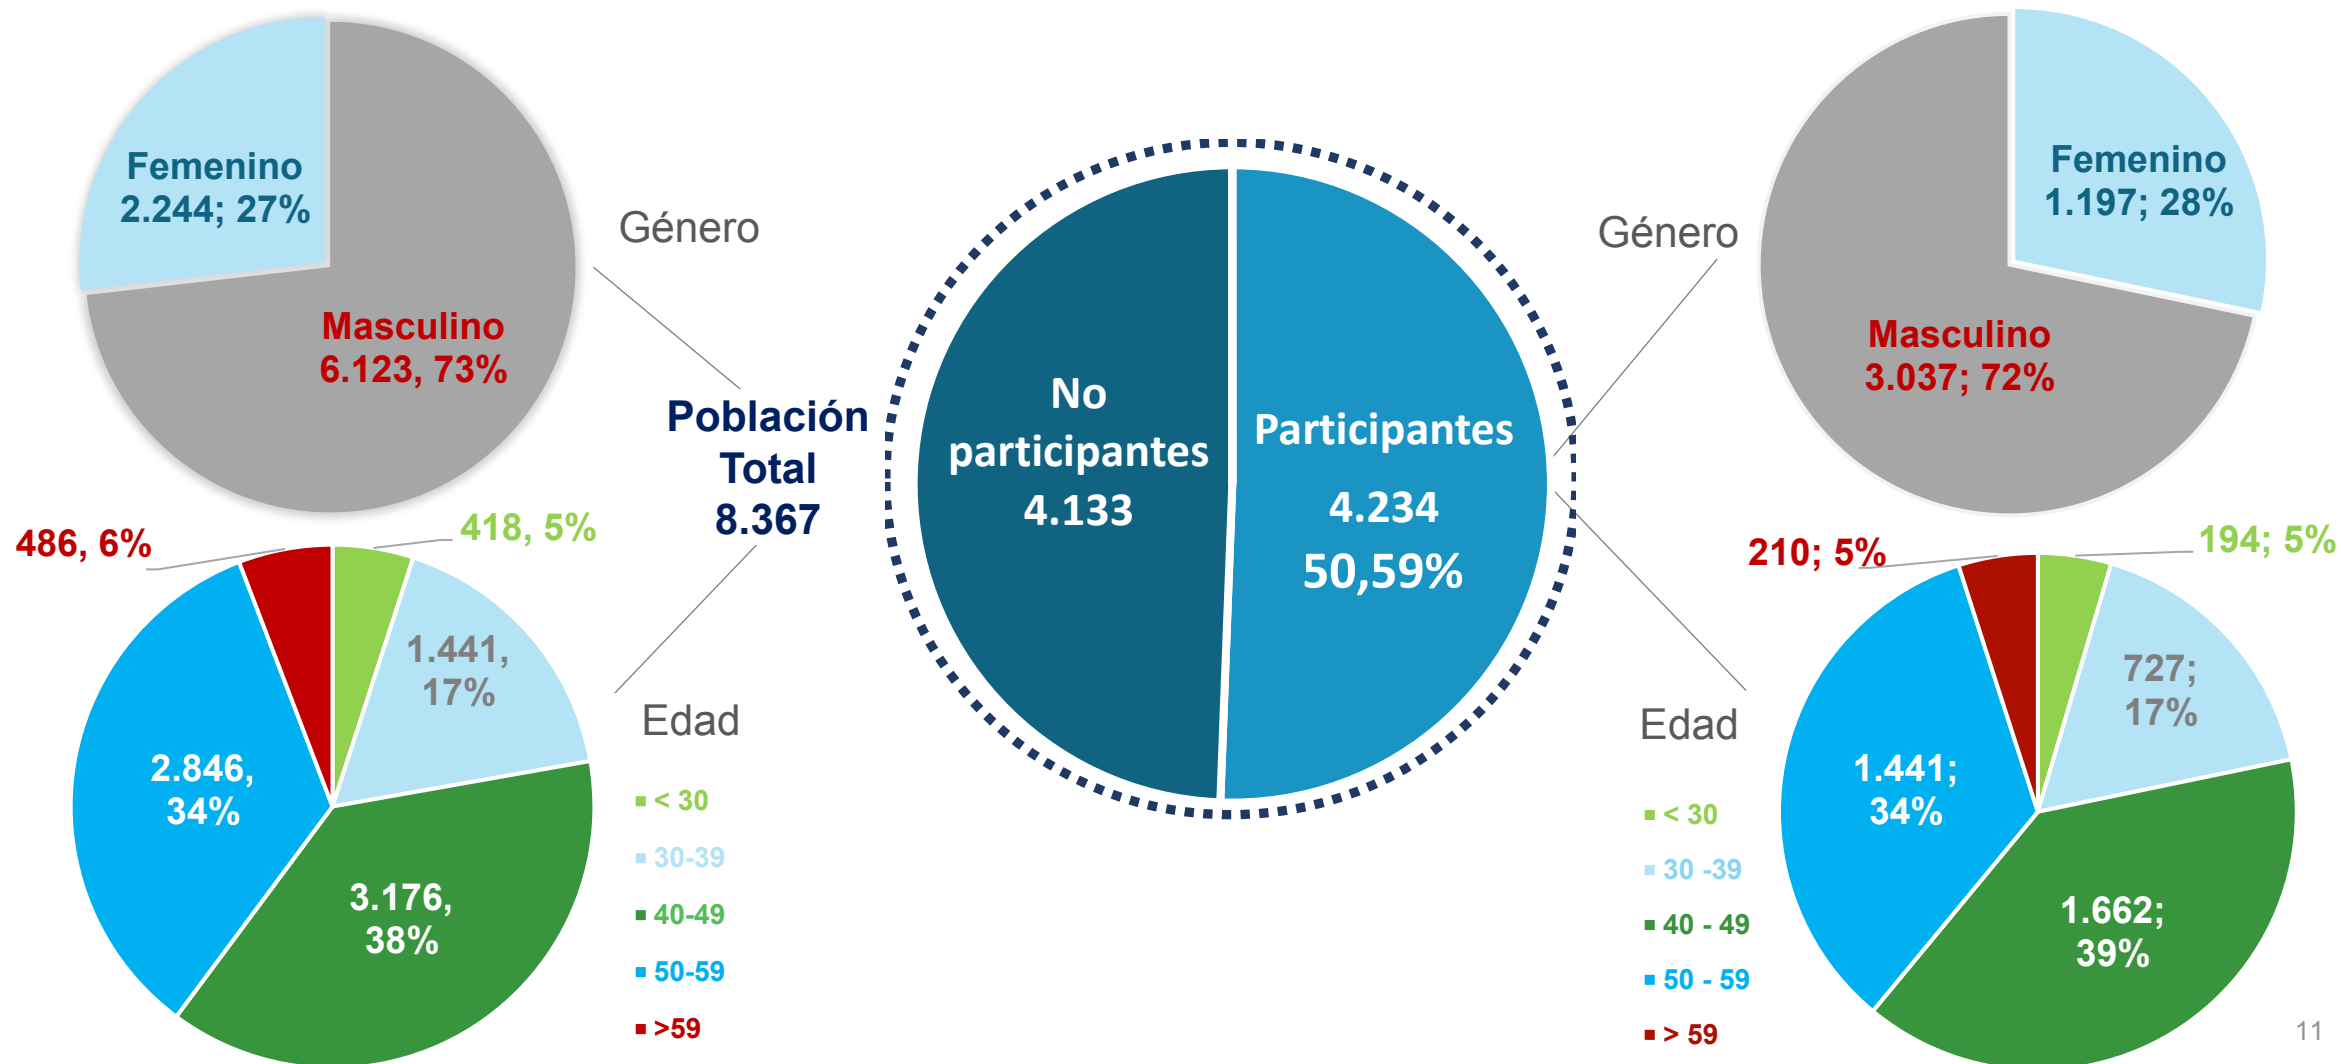 Femenino
2.244; 27%
Masculino
6.123, 73%
Género
Población
Total
8.367
486, 6%
418, 5%
1.441,
17%
2.846,
34%
3.176,
38%
Edad
< 30
30-39
40-49
50-59
>59
No
participantes
4.133
Participantes
4.234
50,59%
Género
Femenino
1.197; 28%
Masculino
3.037; 72%
210; 5%
194; 5%
727;
17%
1.441;
34%
1.662;
39%
Edad
< 30
30 -39
40 - 49
50 - 59
> 59
11